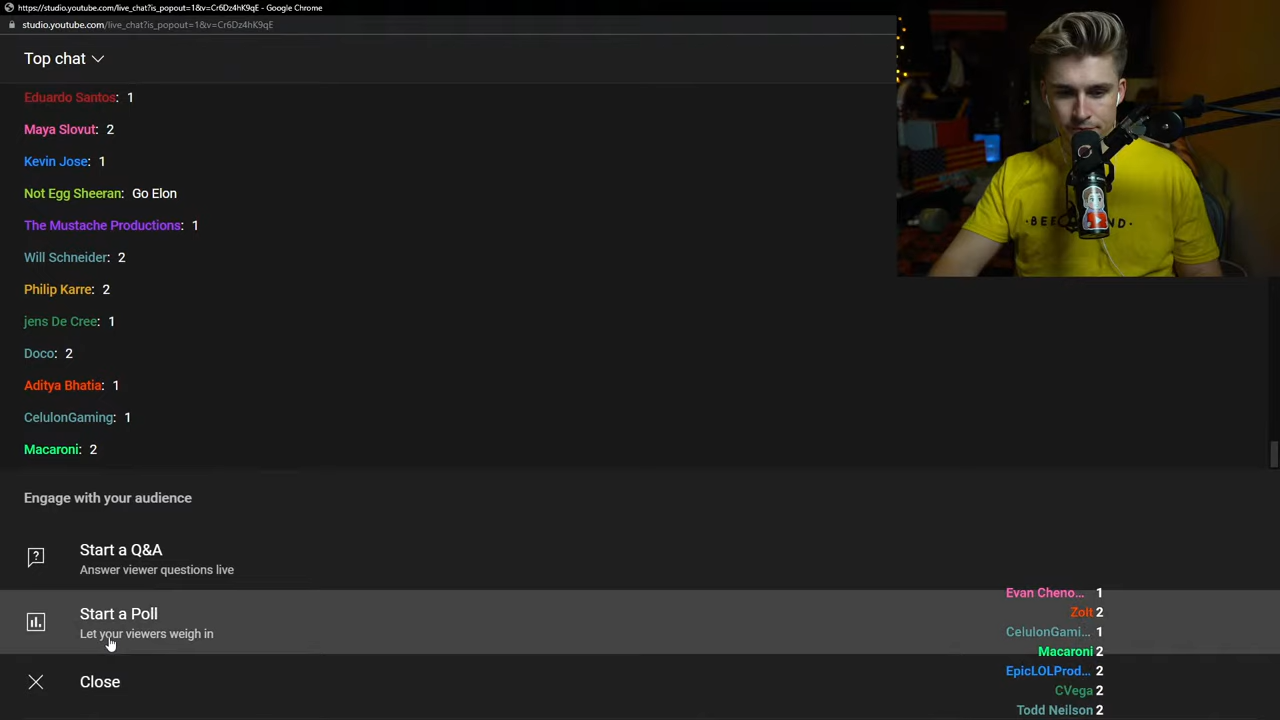 https://studio.youtube.com/live_chat?is_popout=1&v=Cr6Dz4hK9qE - Google Chrome
studio.youtube.com/live_chat?is_popout=1&v=Cr6Dz4hK9qE
Top chat
Eduardo Santos: 1
Maya Slovut: 2
Kevin Jose: 1
Not Egg Sheeran: Go Elon
The Mustache Productions: 1
Will Schneider: 2
Philip Karre: 2
jens De Cree: 1
Doco: 2
Aditya Bhatia: 1
CelulonGaming: 1
Macaroni: 2
Engage with your audience
Start a Q&A
Answer viewer questions live
Start a Poll
Let your viewers weigh in
Close
Evan Cheno... 1
Zolt 2
CelulonGami... 1
Macaroni 2
EpicLOLProd... 2
CVega 2
Todd Neilson 2